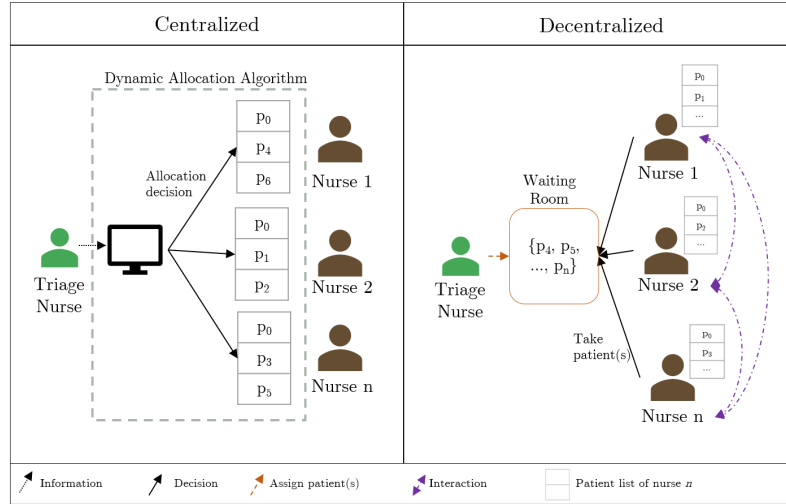 Centralized
Decentralized
Dynamic Allocation Algorithm
Allocation
decision
Triage
Nurse
p0
p4
p6
Nurse 1
p0
p1
p2
Nurse 2
p0
p3
p5
Nurse n
Triage
Nurse
Waiting
Room
{p4, p5,
..., pn}
Take
patient(s)
p0
p1
...
Nurse 1
p0
p2
...
Nurse 2
p0
p3
...
Nurse n
Information
Decision
Assign patient(s)
Interaction
Patient list of nurse n